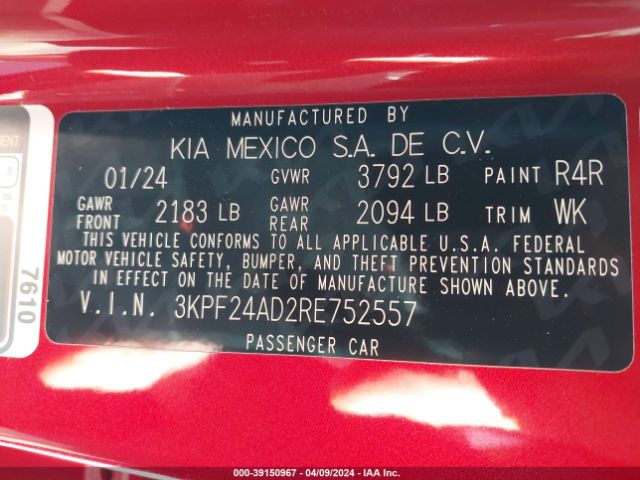 MANUFACTURED BY
KIA MEXICO S.A. DE C.V.
01/24 GVWR 3792 LB PAINT R4R
GAWR FRONT 2183 LB GAWR REAR 2094 LB TRIM WK
THIS VEHICLE CONFORMS TO ALL APPLICABLE U.S.A. FEDERAL
MOTOR VEHICLE SAFETY, BUMPER, AND THEFT PREVENTION STANDARDS
IN EFFECT ON THE DATE OF MANUFACTURE SHOWN ABOVE.
V.I.N. 3KPF24AD2RE752557
PASSENGER CAR
7610
000-39150967 - 04/09/2024 - IAA Inc.